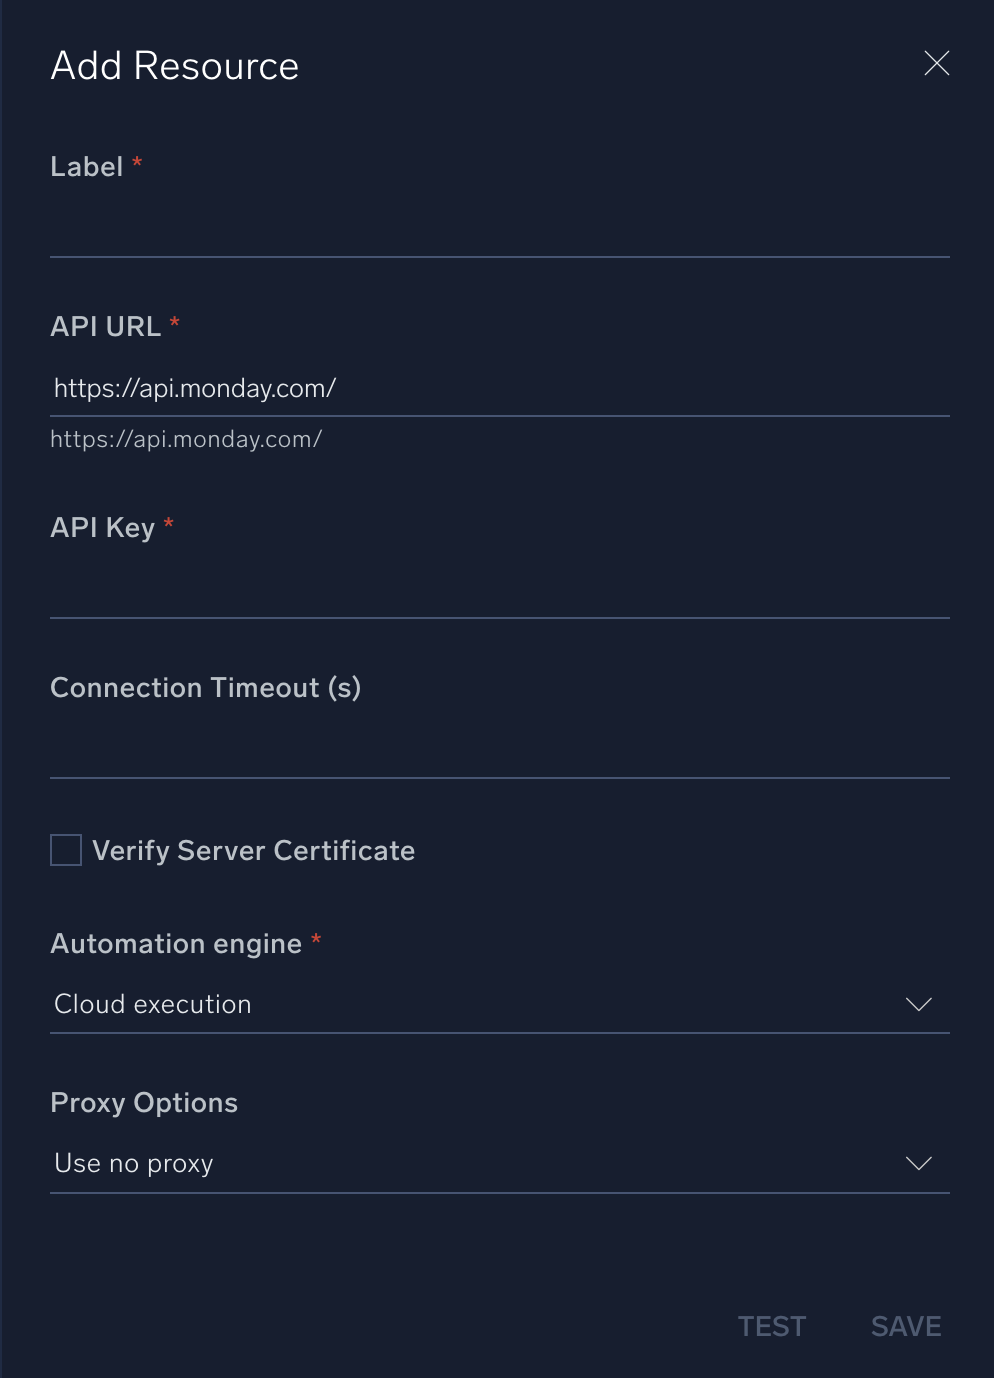 Add Resource
Label *
API URL *
https://api.monday.com/
https://api.monday.com/
API Key *
Connection Timeout (s)
Verify Server Certificate
Automation engine *
Cloud execution
Proxy Options
Use no proxy
TEST SAVE